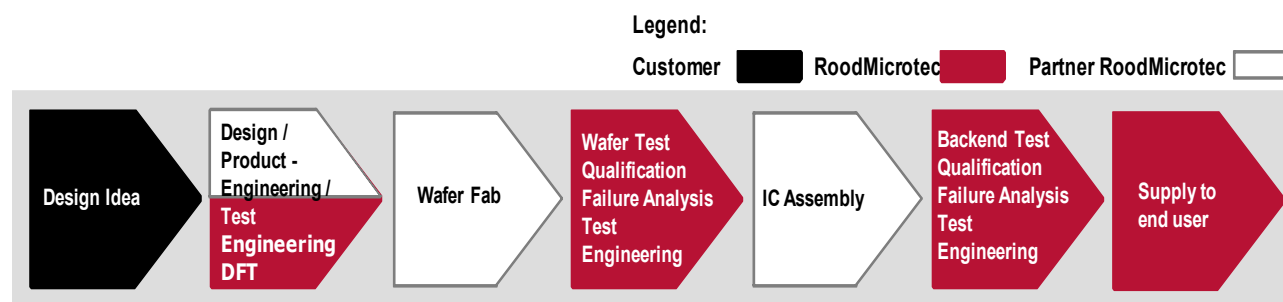 Legend:
Customer
RoodMicrotec
Partner RoodMicrotec
Design Idea
Design /
Product -
Engineering /
Test
Engineering
DFT
Wafer Fab
Wafer Test
Qualification
Failure Analysis
Test
Engineering
IC Assembly
Backend Test
Qualification
Failure Analysis
Test
Engineering
Supply to
end user